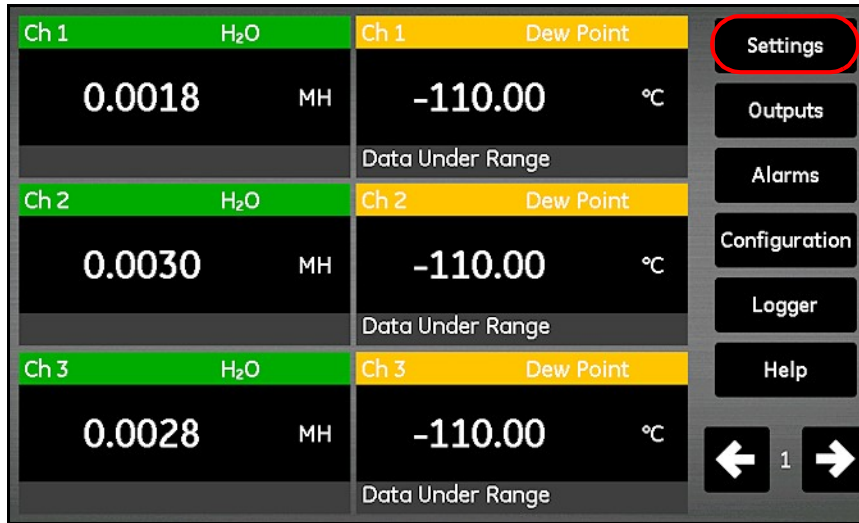 Ch 1 H₂O
0.0018 MH
Ch 1 Dew Point
-110.00 °C
Data Under Range
Ch 2 H₂O
0.0030 MH
Ch 2 Dew Point
-110.00 °C
Data Under Range
Ch 3 H₂O
0.0028 MH
Ch 3 Dew Point
-110.00 °C
Data Under Range
Settings
Outputs
Alarms
Configuration
Logger
Help
1